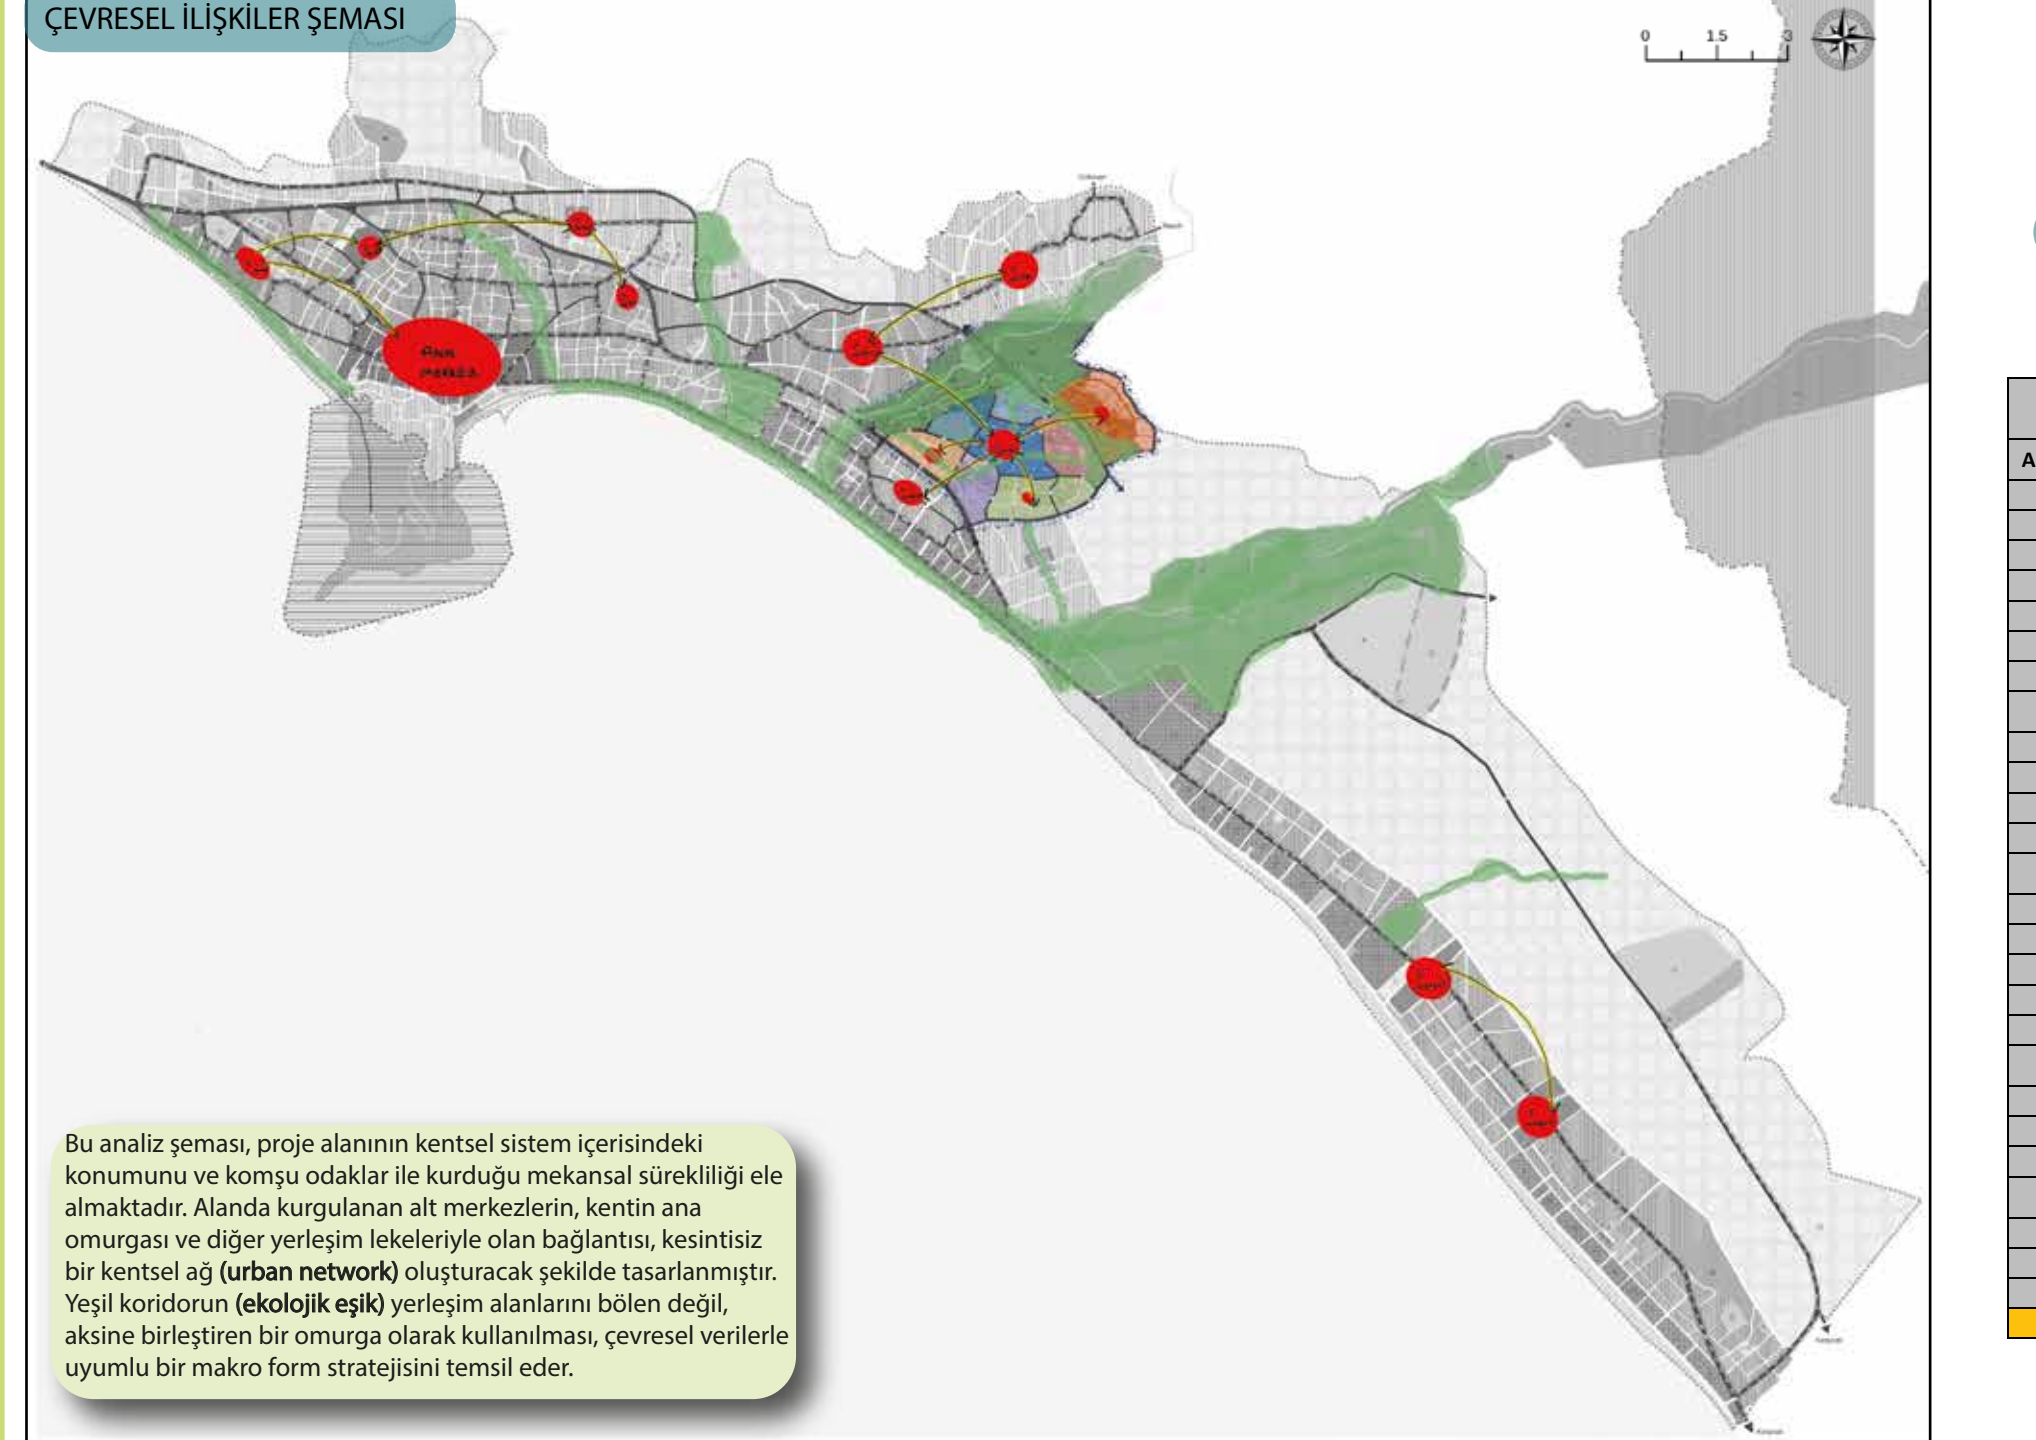 ÇEVRESEL İLİŞKİLER ŞEMASI
0 1.5 3
ANA
MERKEZ
A
Bu analiz şeması, proje alanının kentsel sistem içerisindeki
konumunu ve komşu odaklar ile kurduğu mekansal sürekliliği ele
almaktadır. Alanda kurgulanan alt merkezlerin, kentin ana
omurgası ve diğer yerleşim lekeleriyle olan bağlantısı, kesintisiz
bir kentsel ağ (urban network) oluşturacak şekilde tasarlanmıştır.
Yeşil koridorun (ekolojik eşik) yerleşim alanlarını bölen değil,
aksine birleştiren bir omurga olarak kullanılması, çevresel verilerle
uyumlu bir makro form stratejisini temsil eder.